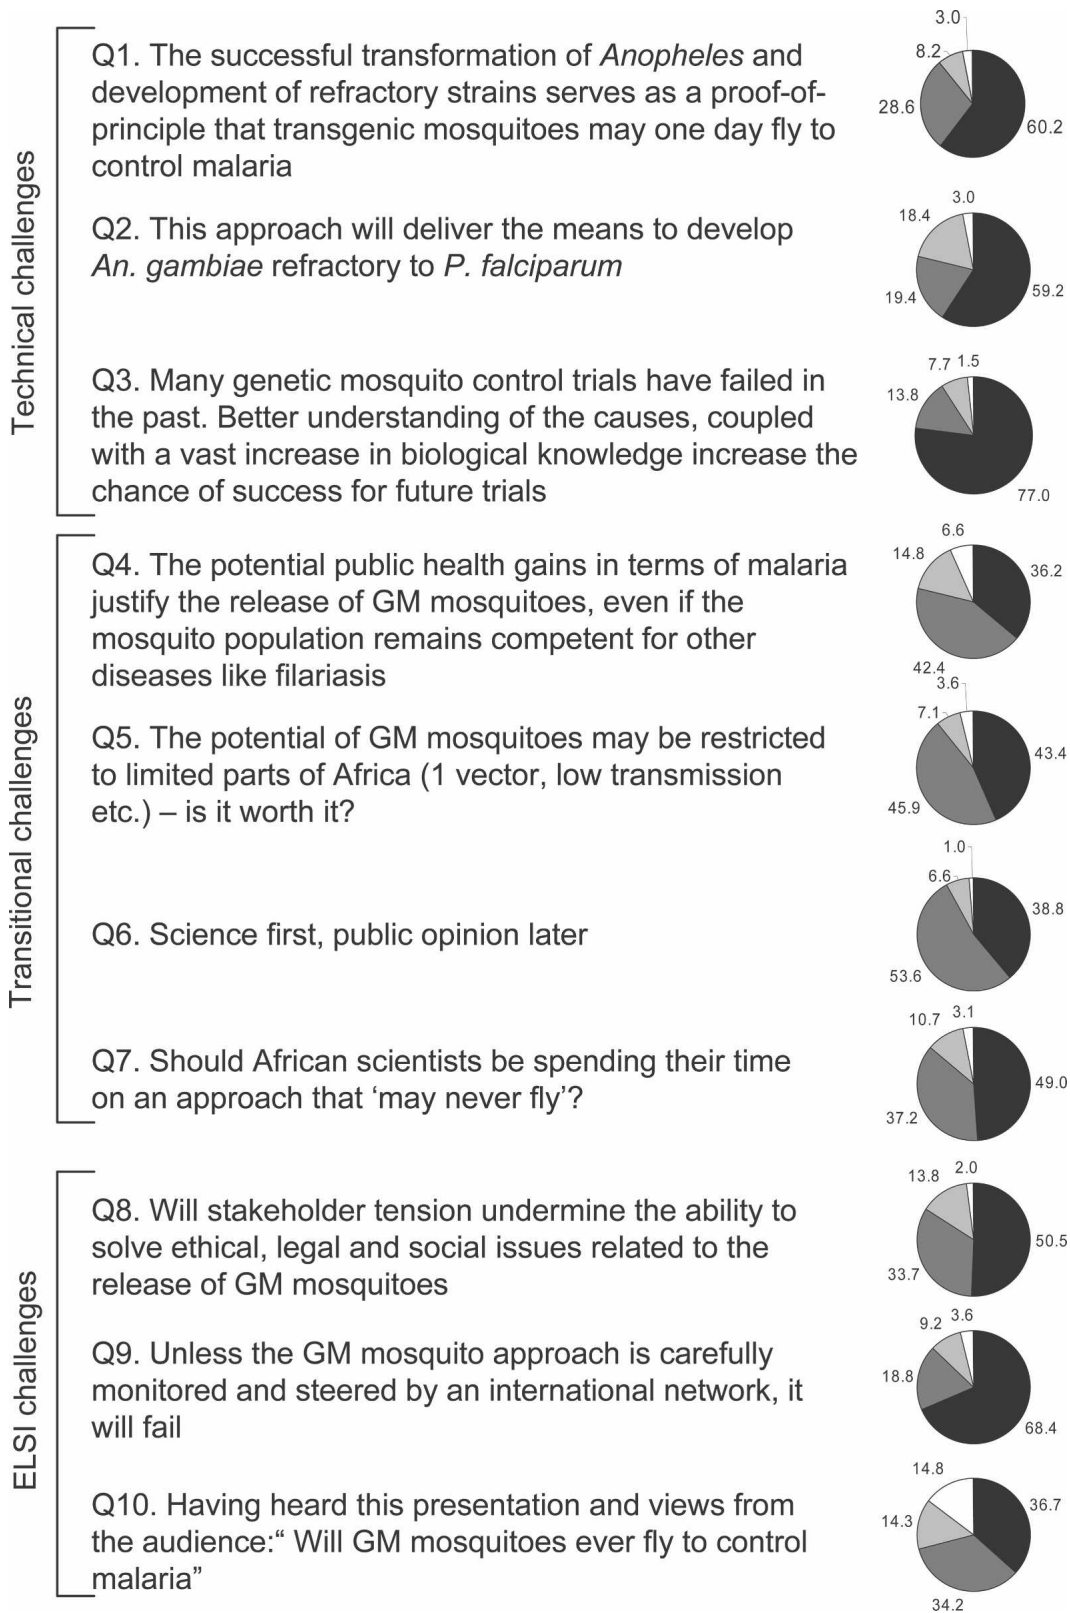 Technical challenges
Q1. The successful transformation of Anopheles and
development of refractory strains serves as a proof-of-
principle that transgenic mosquitoes may one day fly to
control malaria
3.0
8.2
28.6
60.2
Q2. This approach will deliver the means to develop
An. gambiae refractory to P. falciparum
3.0
18.4
19.4
59.2
Q3. Many genetic mosquito control trials have failed in
the past. Better understanding of the causes, coupled
with a vast increase in biological knowledge increase the
chance of success for future trials
7.7 1.5
13.8
77.0
Transitional challenges
Q4. The potential public health gains in terms of malaria
justify the release of GM mosquitoes, even if the
mosquito population remains competent for other
diseases like filariasis
6.6
14.8
36.2
42.4
Q5. The potential of GM mosquitoes may be restricted
to limited parts of Africa (1 vector, low transmission
etc.) – is it worth it?
3.6
7.1
43.4
45.9
Q6. Science first, public opinion later
1.0
6.6
38.8
53.6
Q7. Should African scientists be spending their time
on an approach that ‘may never fly’?
10.7 3.1
49.0
37.2
ELSI challenges
Q8. Will stakeholder tension undermine the ability to
solve ethical, legal and social issues related to the
release of GM mosquitoes
13.8 2.0
50.5
33.7
Q9. Unless the GM mosquito approach is carefully
monitored and steered by an international network, it
will fail
9.2 3.6
18.8
68.4
Q10. Having heard this presentation and views from
the audience:“ Will GM mosquitoes ever fly to control
malaria”
14.8
36.7
14.3
34.2